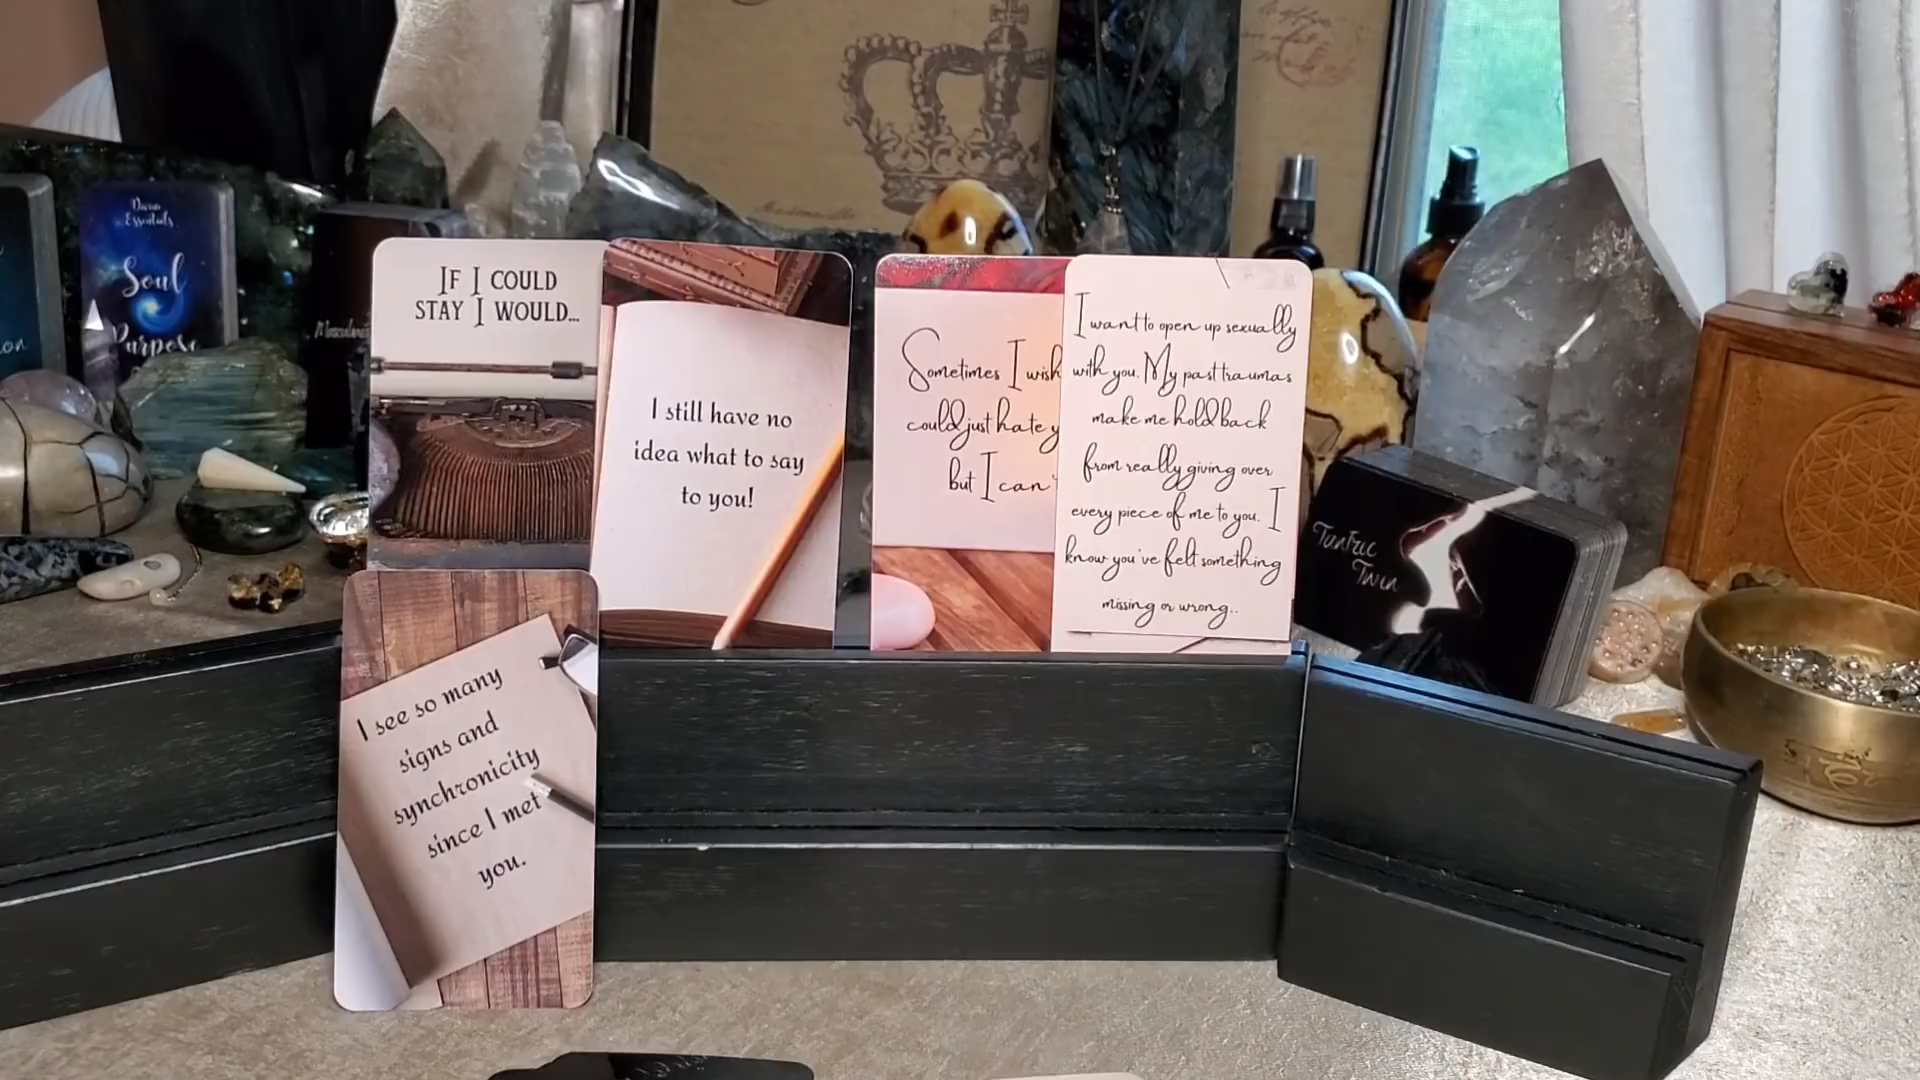 Divin
Essentials
Soul
Purpose
on
IF I COULD
STAY I WOULD...
I still have no
idea what to say
to you!
Sometimes I wish
could just hate y
but I can'
I want to open up sexually
with you. My past traumas
make me hold back
from really giving over
every piece of me to you. I
know you've felt something
missing or wrong..
Tantric
Twin
I see so many
signs and
synchronicity
since I met
you.